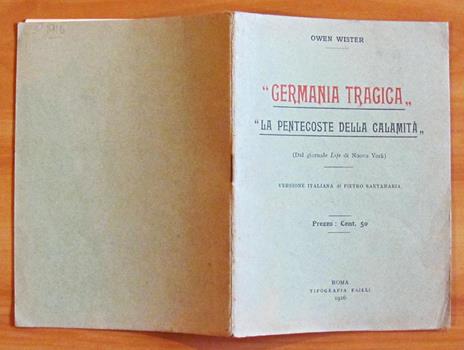 OWEN WISTER
“GERMANIA TRAGICA„
“LA PENTECOSTE DELLA CALAMITÀ„
(Dal giornale Life di Nuova York)
VERSIONE ITALIANA di PIETRO SANTAMARIA
Prezzo : Cent. 50
ROMA
TIPOGRAFIA
1916